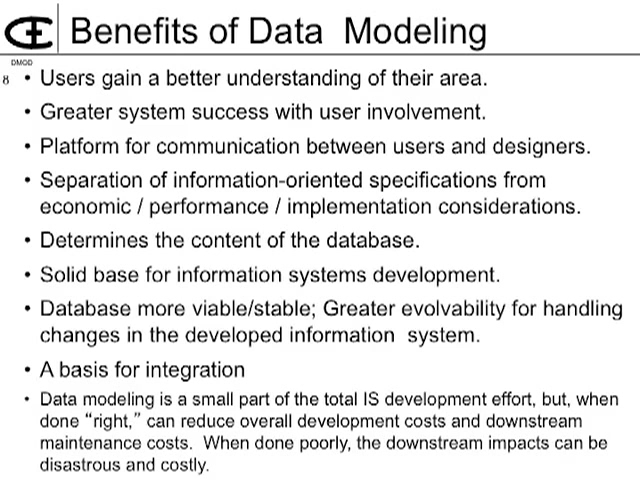 Benefits of Data Modeling
DMOD
8
• Users gain a better understanding of their area.
• Greater system success with user involvement.
• Platform for communication between users and designers.
• Separation of information-oriented specifications from
economic / performance / implementation considerations.
• Determines the content of the database.
• Solid base for information systems development.
• Database more viable/stable; Greater evolvability for handling
changes in the developed information system.
• A basis for integration
• Data modeling is a small part of the total IS development effort, but, when
done “right,” can reduce overall development costs and downstream
maintenance costs. When done poorly, the downstream impacts can be
disastrous and costly.